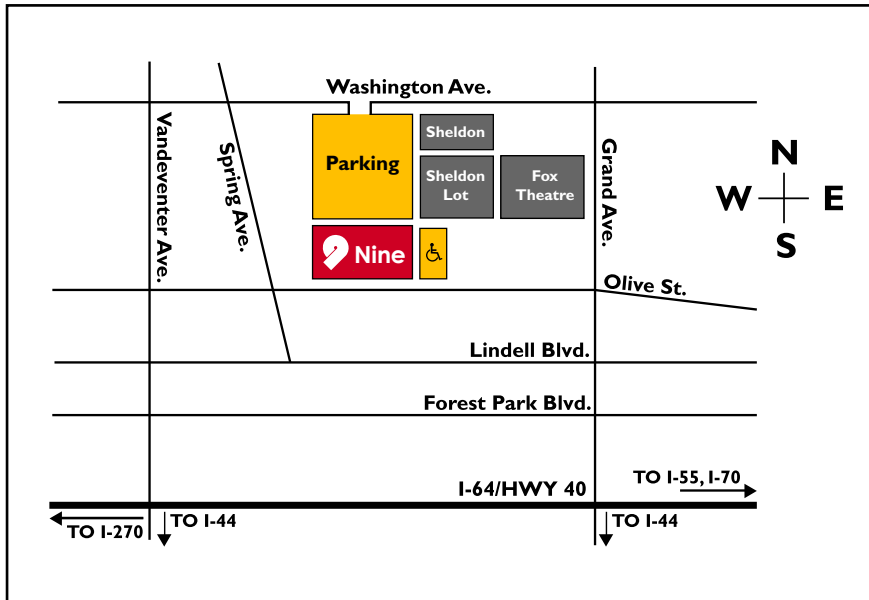 Washington Ave.
Vandeventer Ave.
Spring Ave.
Parking
Sheldon
Sheldon
Lot
Fox
Theatre
Grand Ave.
N
W
E
S
Nine
Olive St.
Lindell Blvd.
Forest Park Blvd.
TO I-55, I-70
I-64/HWY 40
TO I-270
TO I-44
TO I-44